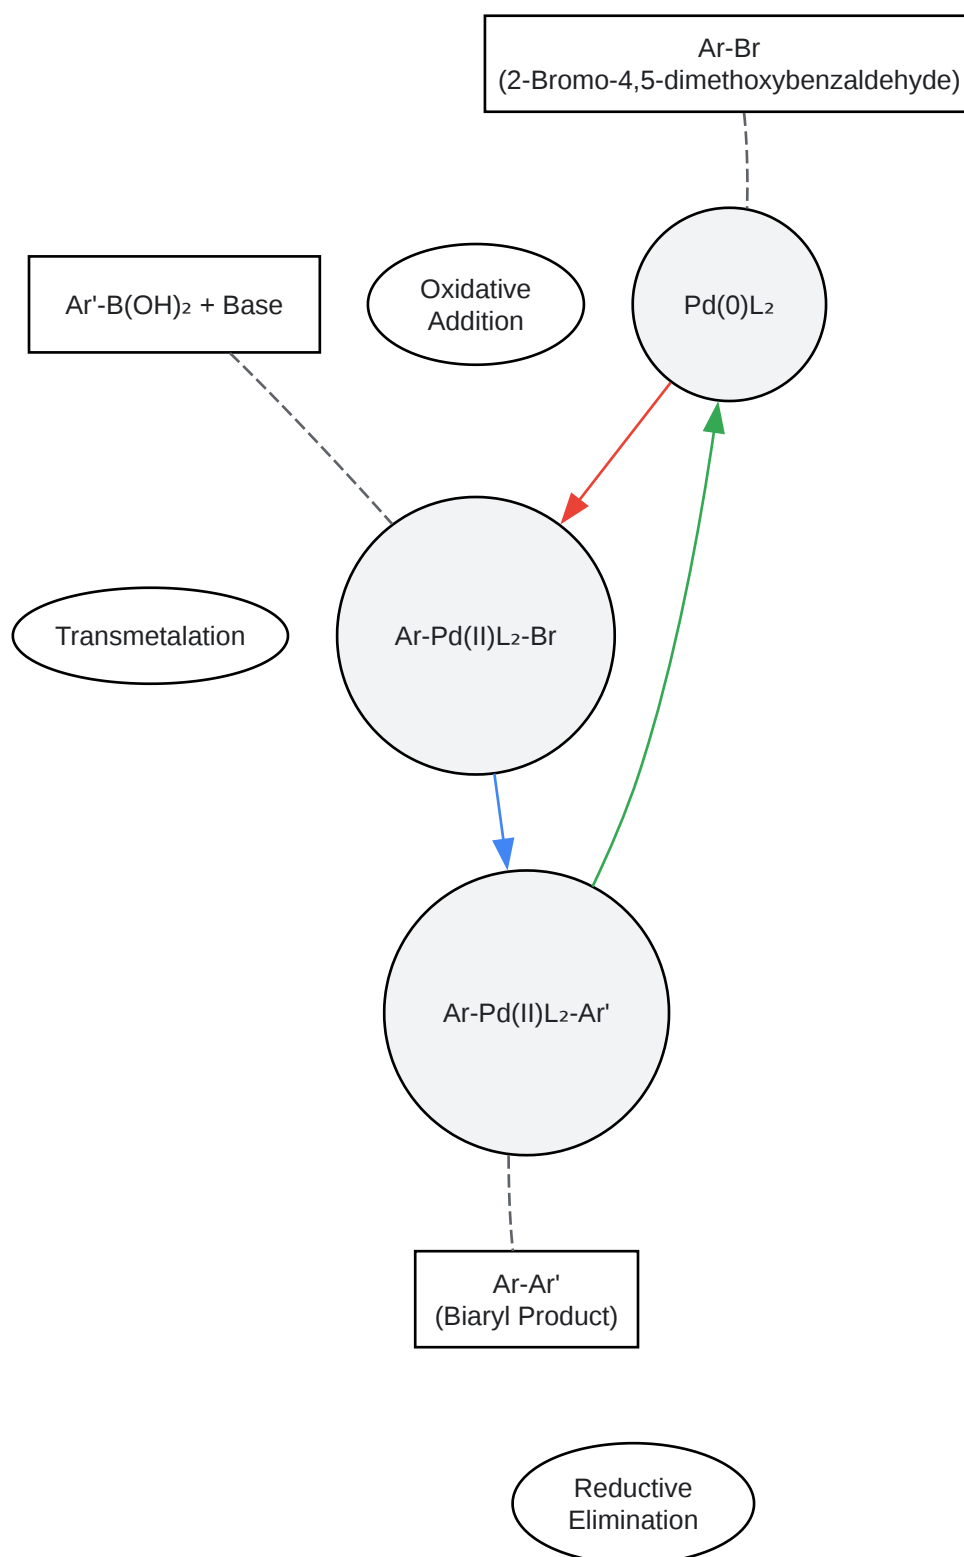 Ar-Br
(2-Bromo-4,5-dimethoxybenzaldehyde)
Ar'-B(OH)₂ + Base
Oxidative
Addition
Pd(0)L₂
Transmetalation
Ar-Pd(II)L₂-Br
Ar-Pd(II)L₂-Ar'
Ar-Ar'
(Biaryl Product)
Reductive
Elimination